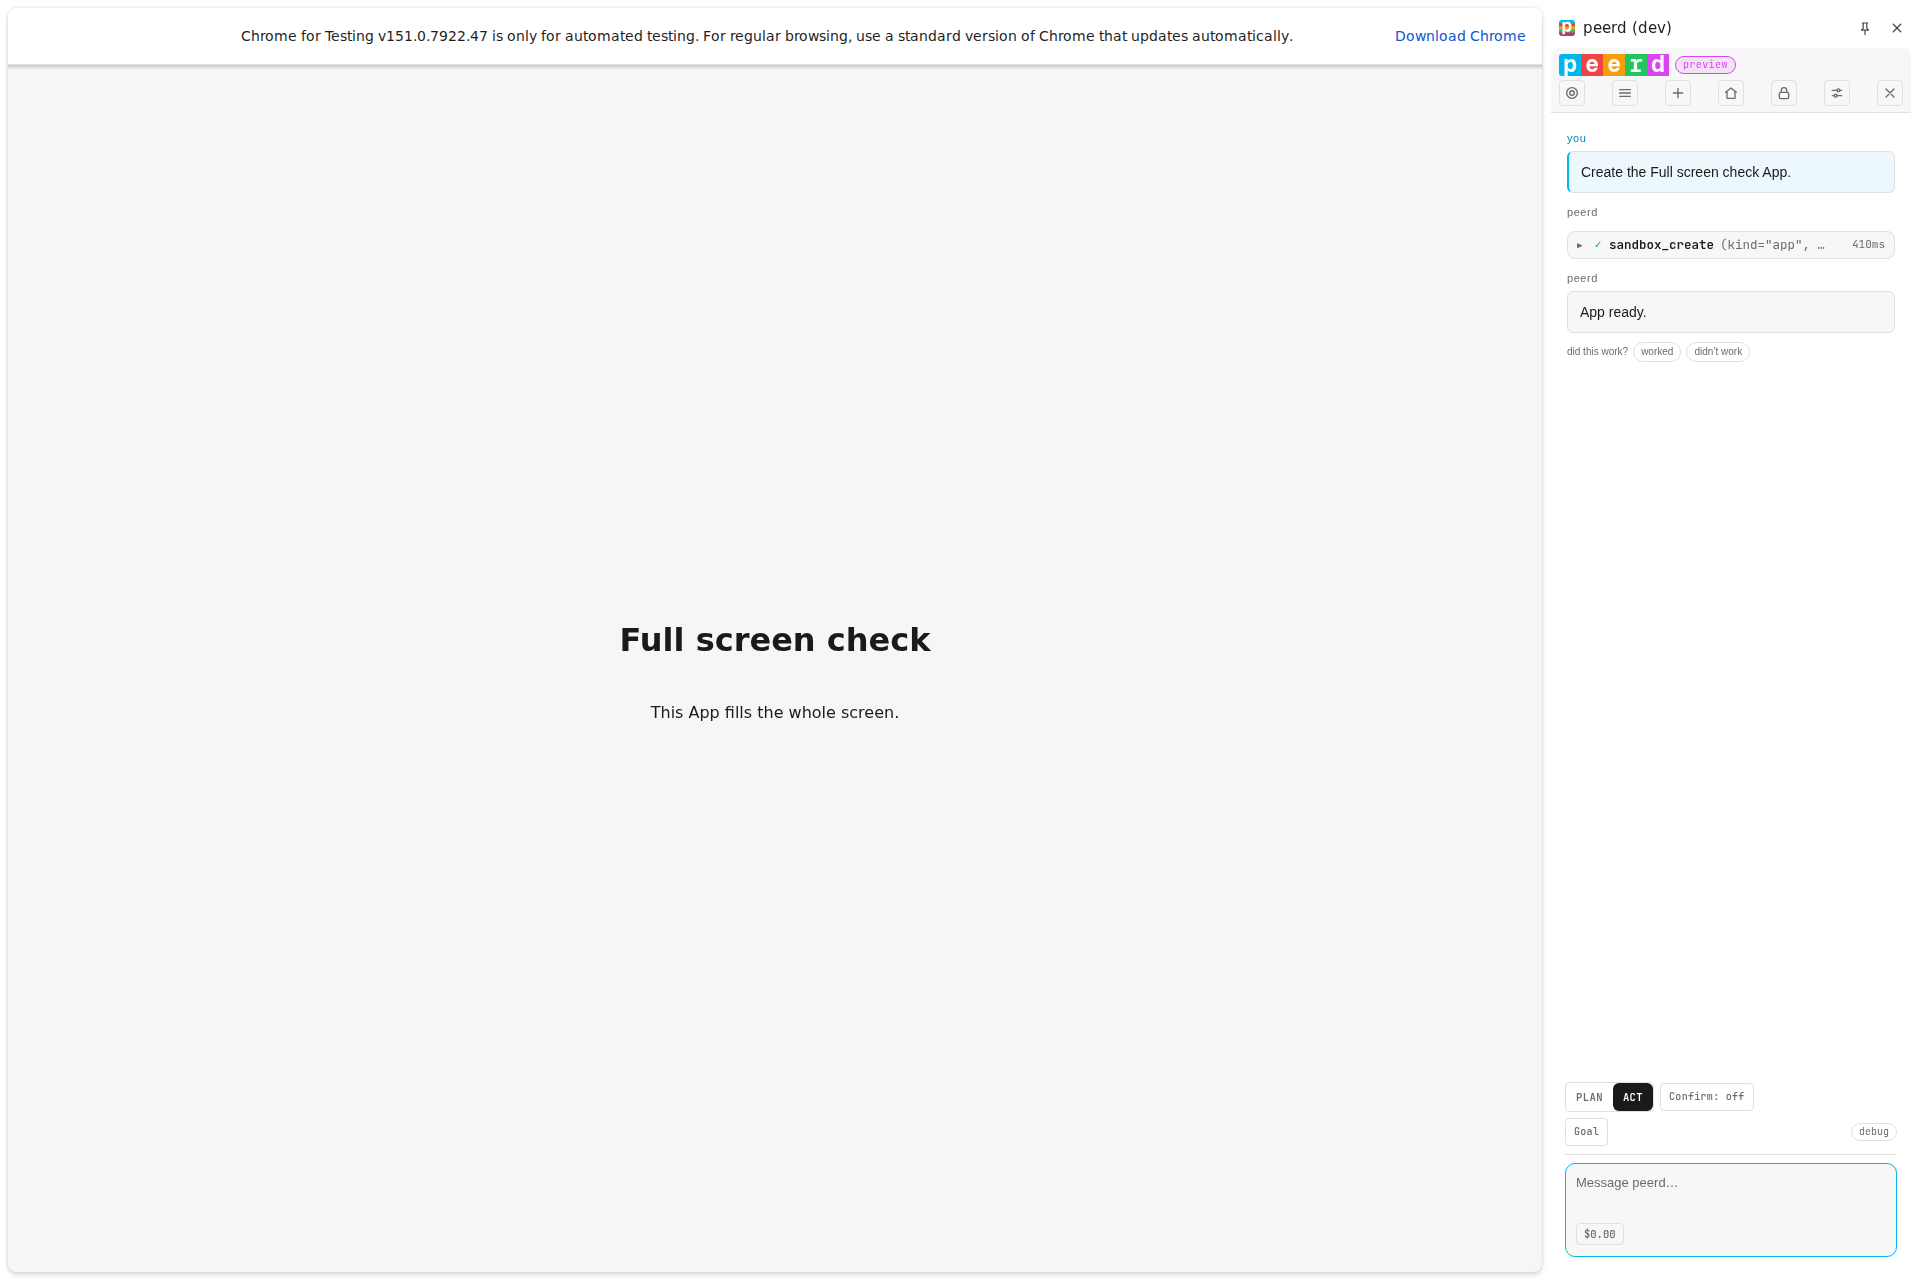 Chrome for Testing v151.0.7922.47 is only for automated testing. For regular browsing, use a standard version of Chrome that updates automatically.
Download Chrome
Full screen check
This App fills the whole screen.
peerd (dev)
peerd
preview
you
Create the Full screen check App.
peerd
✓ sandbox_create (kind="app", … 410ms
peerd
App ready.
did this work? worked didn't work
PLAN ACT Confirm: off
Goal debug
Message peerd…
$0.00